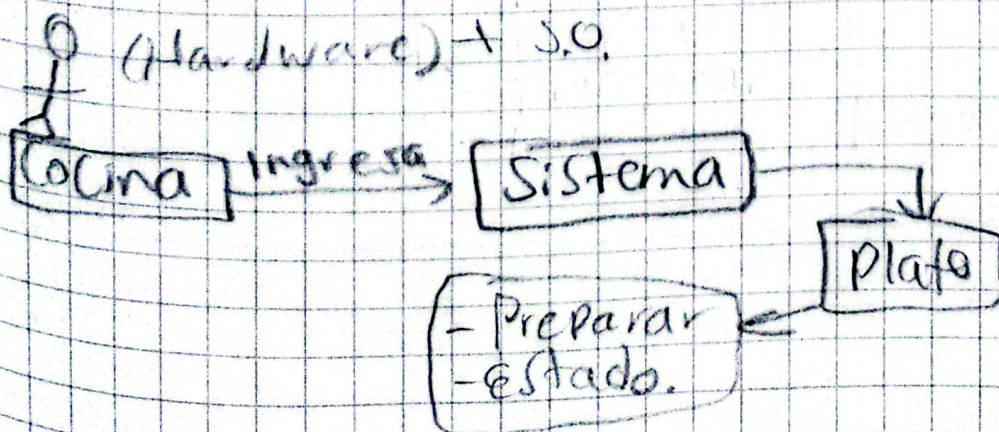 (Hardware) + S.O.
Cocina
ingresa
Sistema
Plato
- Preparar
- Estado.